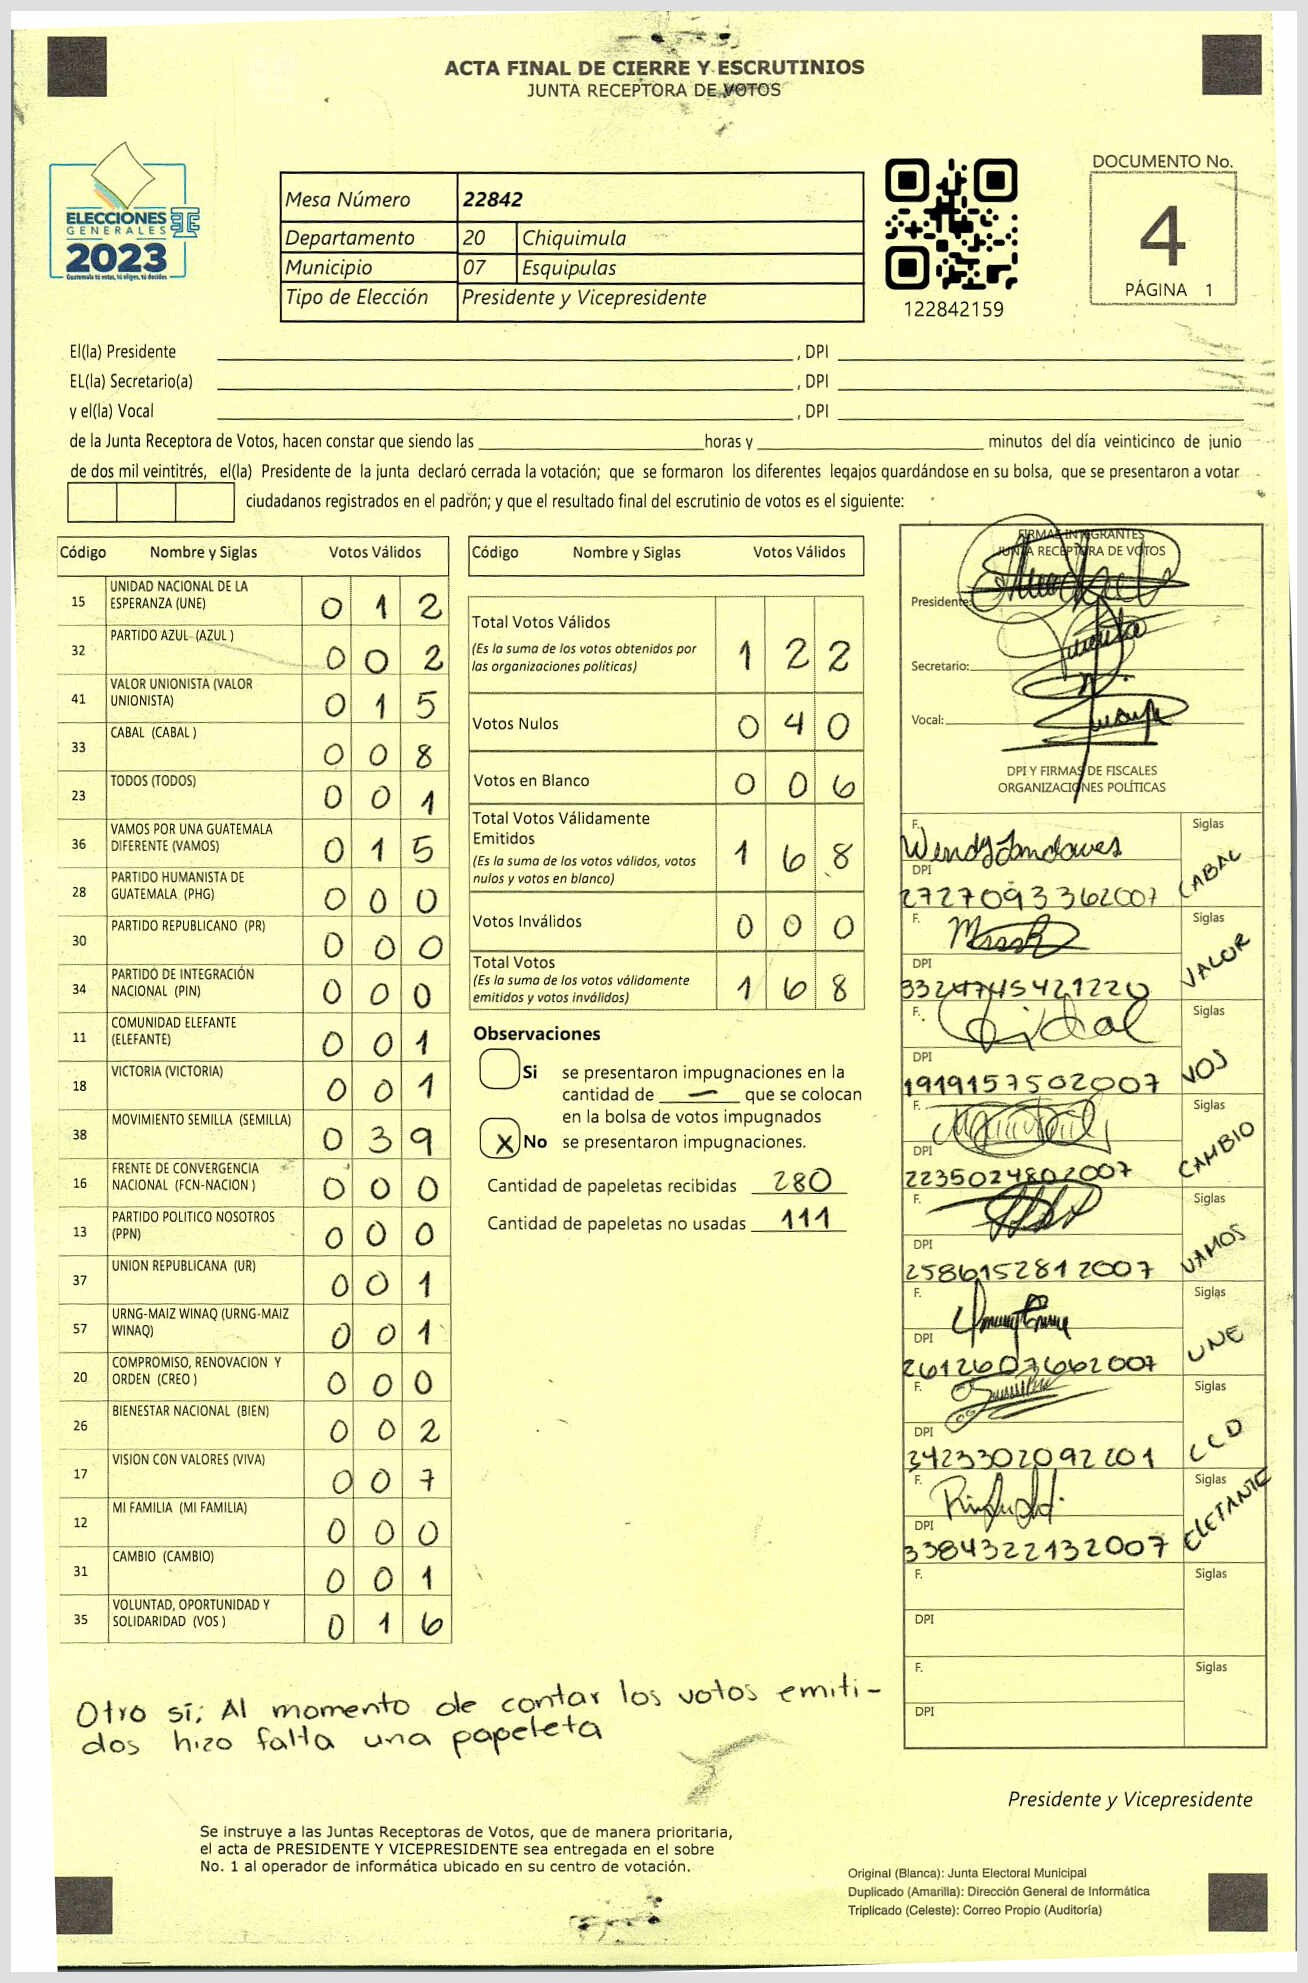 ACTA FINAL DE CIERRE Y ESCRUTINIOS
JUNTA RECEPTORA DE VOTOS
ELECCIONES
GENERALES
2023
Guatemala tú votas, tú eliges, tú decides
Mesa Número 22842
Departamento 20 Chiquimula
Municipio 07 Esquipulas
Tipo de Elección Presidente y Vicepresidente
122842159
DOCUMENTO No.
4
PÁGINA 1
El(la) Presidente , DPI
EL(la) Secretario(a) , DPI
y el(la) Vocal , DPI
de la Junta Receptora de Votos, hacen constar que siendo las horas y minutos del día veinticinco de junio
de dos mil veintitrés, el(la) Presidente de la junta declaró cerrada la votación; que se formaron los diferentes legajos guardándose en su bolsa, que se presentaron a votar
ciudadanos registrados en el padrón; y que el resultado final del escrutinio de votos es el siguiente:
Código Nombre y Siglas Votos Válidos
15 UNIDAD NACIONAL DE LA ESPERANZA (UNE) 0 1 2
32 PARTIDO AZUL (AZUL ) 0 0 2
41 VALOR UNIONISTA (VALOR UNIONISTA) 0 1 5
33 CABAL (CABAL ) 0 0 8
23 TODOS (TODOS) 0 0 1
36 VAMOS POR UNA GUATEMALA DIFERENTE (VAMOS) 0 1 5
28 PARTIDO HUMANISTA DE GUATEMALA (PHG) 0 0 0
30 PARTIDO REPUBLICANO (PR) 0 0 0
34 PARTIDO DE INTEGRACIÓN NACIONAL (PIN) 0 0 0
11 COMUNIDAD ELEFANTE (ELEFANTE) 0 0 1
18 VICTORIA (VICTORIA) 0 0 1
38 MOVIMIENTO SEMILLA (SEMILLA) 0 3 9
16 FRENTE DE CONVERGENCIA NACIONAL (FCN-NACION ) 0 0 0
13 PARTIDO POLITICO NOSOTROS (PPN) 0 0 0
37 UNION REPUBLICANA (UR) 0 0 1
57 URNG-MAIZ WINAQ (URNG-MAIZ WINAQ) 0 0 1
20 COMPROMISO, RENOVACION Y ORDEN (CREO ) 0 0 0
26 BIENESTAR NACIONAL (BIEN) 0 0 2
17 VISION CON VALORES (VIVA) 0 0 7
12 MI FAMILIA (MI FAMILIA) 0 0 0
31 CAMBIO (CAMBIO) 0 0 1
35 VOLUNTAD, OPORTUNIDAD Y SOLIDARIDAD (VOS ) 0 1 6
Código Nombre y Siglas Votos Válidos
Total Votos Válidos 1 2 2
(Es la suma de los votos obtenidos por
las organizaciones políticas)
Votos Nulos 0 4 0
Votos en Blanco 0 0 6
Total Votos Válidamente
Emitidos 1 6 8
(Es la suma de los votos válidos, votos
nulos y votos en blanco)
Votos Inválidos 0 0 0
Total Votos 1 6 8
(Es la suma de los votos válidamente
emitidos y votos inválidos)
Observaciones
Si se presentaron impugnaciones en la
cantidad de — que se colocan
en la bolsa de votos impugnados
X No se presentaron impugnaciones.
Cantidad de papeletas recibidas 280
Cantidad de papeletas no usadas 111
FIRMAS INTEGRANTES
JUNTA RECEPTORA DE VOTOS
Presidente:
Secretario:
Vocal:
DPI Y FIRMAS DE FISCALES
ORGANIZACIONES POLÍTICAS
F. Wendy Siglas CABAL
DPI 2727093362007
F. Siglas VALOR
DPI 3324745421220
F. Siglas VOS
DPI 1919157502007
F. Siglas CAMBIO
DPI 2235024802007
F. Siglas VAMOS
DPI 2586152812007
F. Siglas UNE
DPI 2612607662007
F. Siglas CCD
DPI 3423302092201
F. Siglas ELEFANTE
DPI 3384322132007
F. Siglas
DPI
F. Siglas
DPI
Otro sí; Al momento de contar los votos emiti-
dos hizo falta una papeleta
Presidente y Vicepresidente
Se instruye a las Juntas Receptoras de Votos, que de manera prioritaria,
el acta de PRESIDENTE Y VICEPRESIDENTE sea entregada en el sobre
No. 1 al operador de informática ubicado en su centro de votación.
Original (Blanca): Junta Electoral Municipal
Duplicado (Amarilla): Dirección General de Informática
Triplicado (Celeste): Correo Propio (Auditoría)